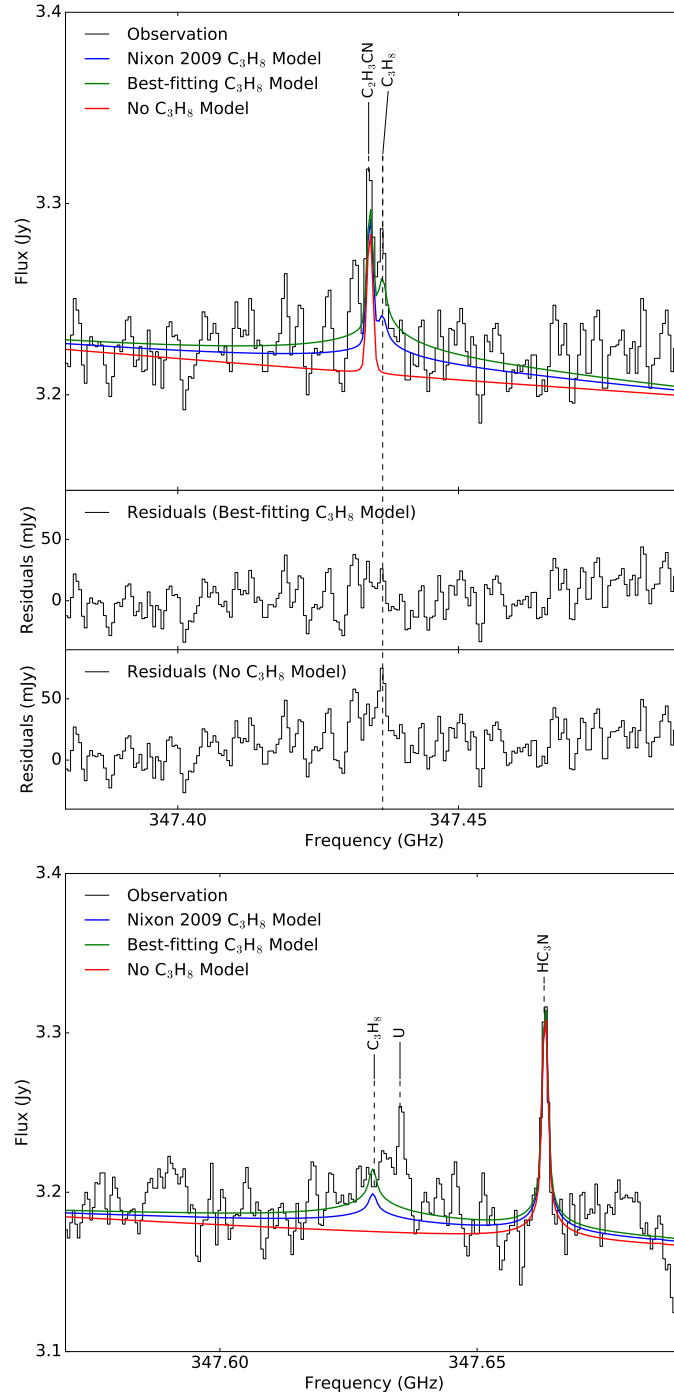 3.4
Observation
Nixon 2009 C₃H₈ Model
Best-fitting C₃H₈ Model
No C₃H₈ Model
C₂H₃CN
C₃H₈
3.3
Flux (Jy)
3.2
Residuals (Best-fitting C₃H₈ Model)
50
0
Residuals (mJy)
Residuals (No C₃H₈ Model)
50
0
Residuals (mJy)
347.40
347.45
Frequency (GHz)
3.4
Observation
Nixon 2009 C₃H₈ Model
Best-fitting C₃H₈ Model
No C₃H₈ Model
C₃H₈
U
HC₃N
3.3
Flux (Jy)
3.2
3.1
347.60
347.65
Frequency (GHz)